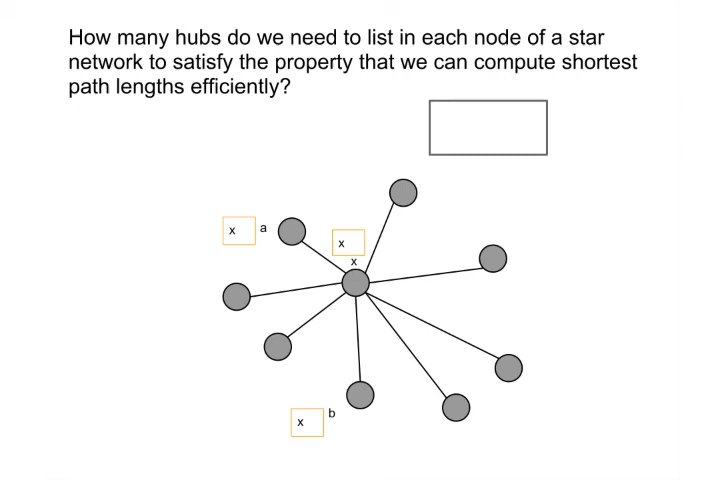 How many hubs do we need to list in each node of a star
network to satisfy the property that we can compute shortest
path lengths efficiently?
x a
x
x
x b